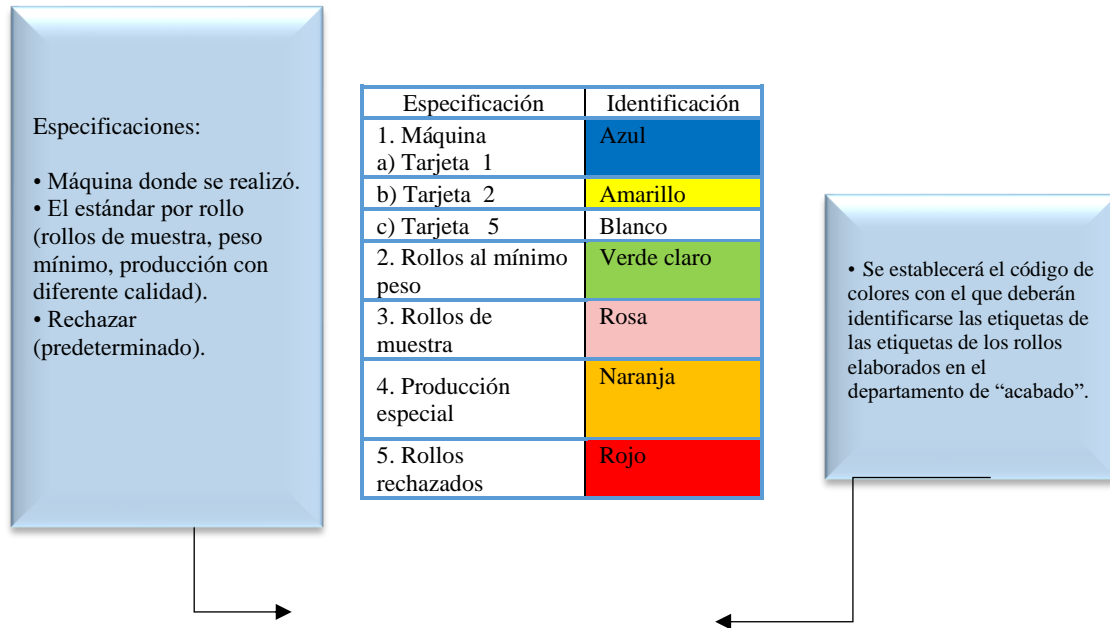 Especificaciones:
• Máquina donde se realizó.
• El estándar por rollo
(rollos de muestra, peso
mínimo, producción con
diferente calidad).
• Rechazar
(predeterminado).
Especificación Identificación
1. Máquina Azul
a) Tarjeta 1
b) Tarjeta 2 Amarillo
c) Tarjeta 5 Blanco
2. Rollos al mínimo Verde claro
peso
3. Rollos de Rosa
muestra
4. Producción Naranja
especial
5. Rollos Rojo
rechazados
• Se establecerá el código de
colores con el que deberán
identificarse las etiquetas de
las etiquetas de los rollos
elaborados en el
departamento de “acabado”.